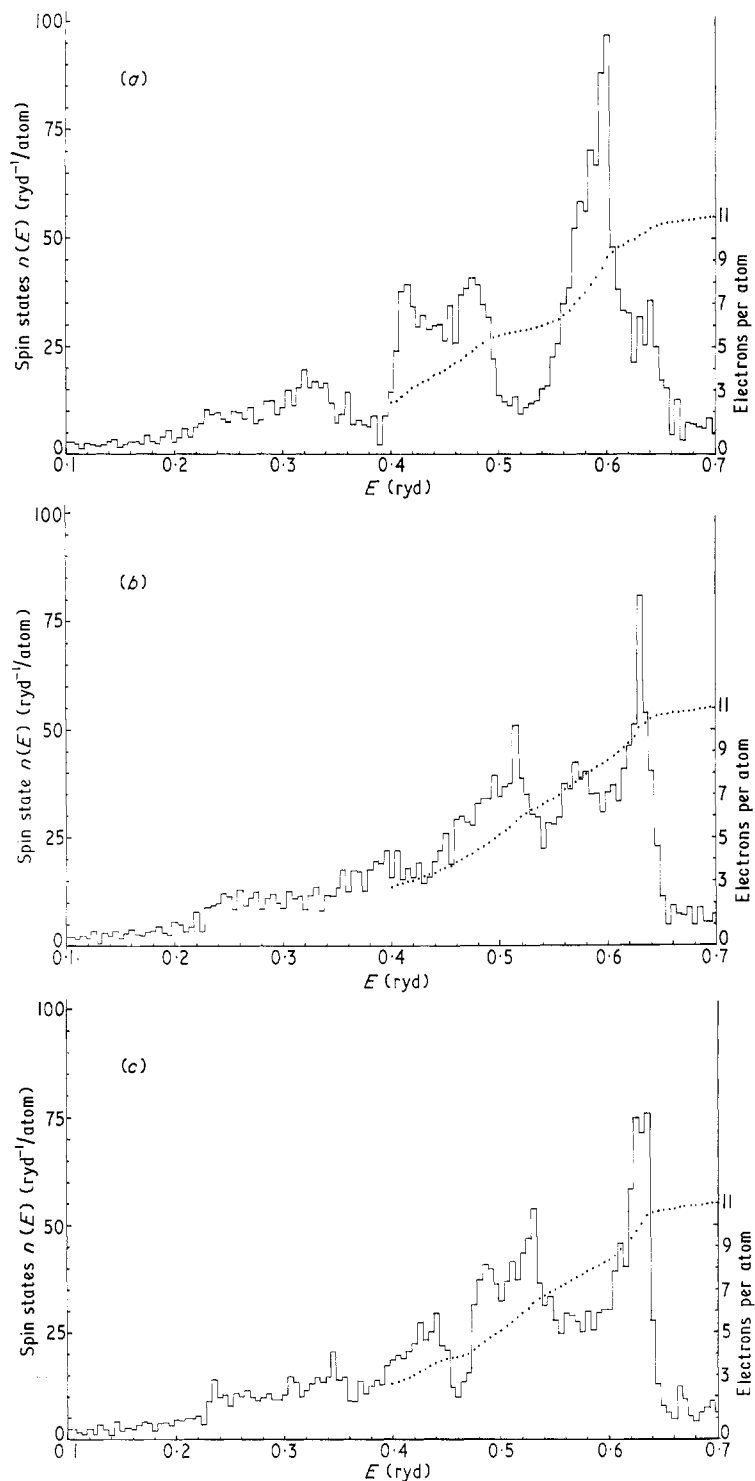 100
75
50
25
0
Spin states n(E) (ryd⁻¹/atom)
(a)
11
9
7
5
3
0
Electrons per atom
0·1 0·2 0·3 0·4 0·5 0·6 0·7
E (ryd)
100
75
50
25
0
Spin state n(E) (ryd⁻¹/atom)
(b)
11
9
7
5
3
0
Electrons per atom
0·1 0·2 0·3 0·4 0·5 0·6 0·7
E (ryd)
100
75
50
25
0
Spin states n(E) (ryd⁻¹/atom)
(c)
11
9
7
5
3
0
Electrons per atom
0·1 0·2 0·3 0·4 0·5 0·6 0·7
E (ryd)